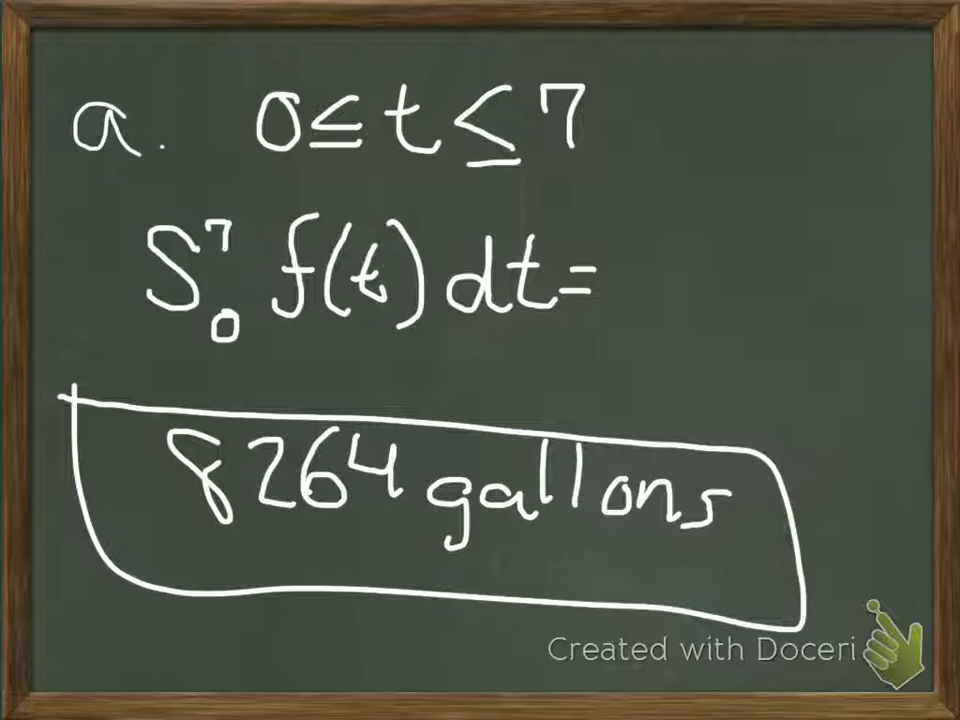 a. 0≤t≤7
∫₀⁷ f(t)dt=
8264 gallons
Created with Doceri